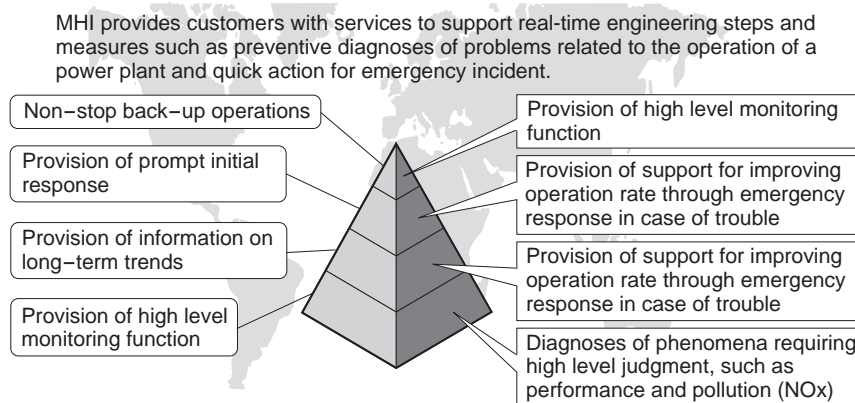 MHI provides customers with services to support real-time engineering steps and
measures such as preventive diagnoses of problems related to the operation of a
power plant and quick action for emergency incident.
Non−stop back−up operations
Provision of prompt initial
response
Provision of information on
long−term trends
Provision of high level
monitoring function
Provision of high level monitoring
function
Provision of support for improving
operation rate through emergency
response in case of trouble
Provision of support for improving
operation rate through emergency
response in case of trouble
Diagnoses of phenomena requiring
high level judgment, such as
performance and pollution (NOx)